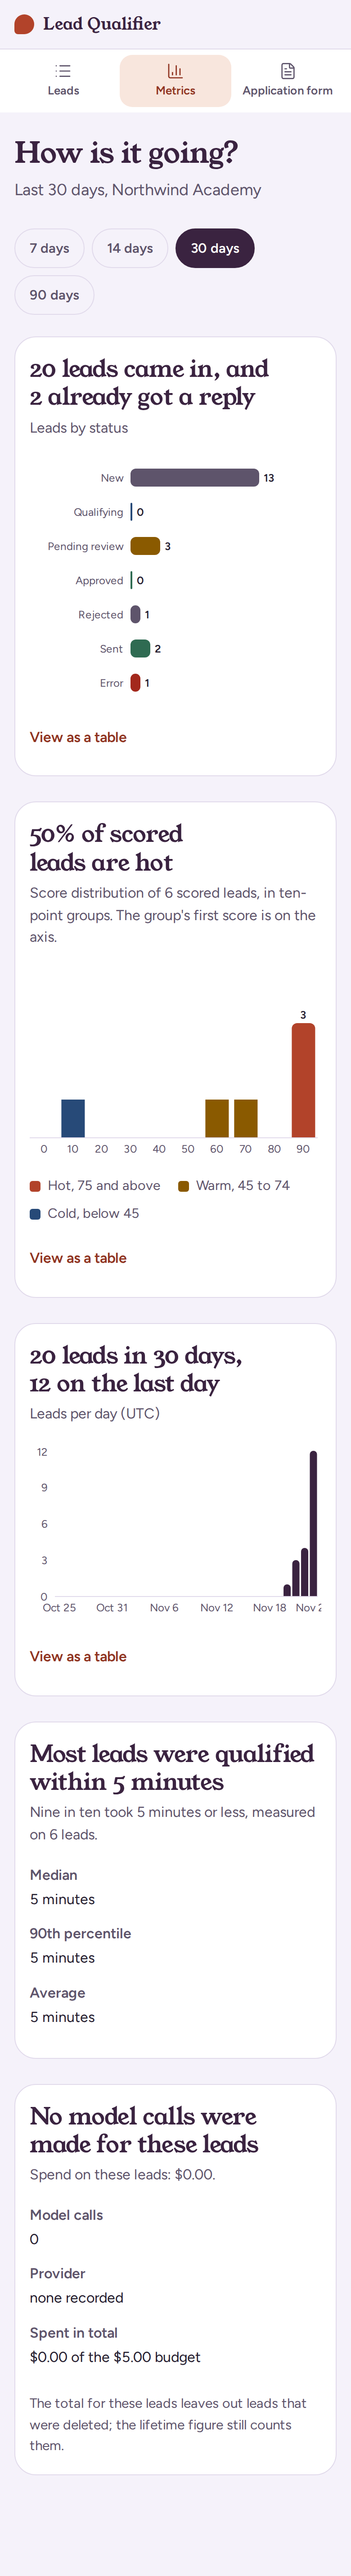 Lead Qualifier
Leads
Metrics
Application form
How is it going?
Last 30 days, Northwind Academy
7 days
14 days
30 days
90 days
20 leads came in, and
2 already got a reply
Leads by status
New 13
Qualifying 0
Pending review 3
Approved 0
Rejected 1
Sent 2
Error 1
View as a table
50% of scored
leads are hot
Score distribution of 6 scored leads, in ten-
point groups. The group's first score is on the
axis.
3
0 10 20 30 40 50 60 70 80 90
Hot, 75 and above
Warm, 45 to 74
Cold, below 45
View as a table
20 leads in 30 days,
12 on the last day
Leads per day (UTC)
12
9
6
3
0
Oct 25 Oct 31 Nov 6 Nov 12 Nov 18 Nov
View as a table
Most leads were qualified
within 5 minutes
Nine in ten took 5 minutes or less, measured
on 6 leads.
Median
5 minutes
90th percentile
5 minutes
Average
5 minutes
No model calls were
made for these leads
Spend on these leads: $0.00.
Model calls
0
Provider
none recorded
Spent in total
$0.00 of the $5.00 budget
The total for these leads leaves out leads that
were deleted; the lifetime figure still counts
them.